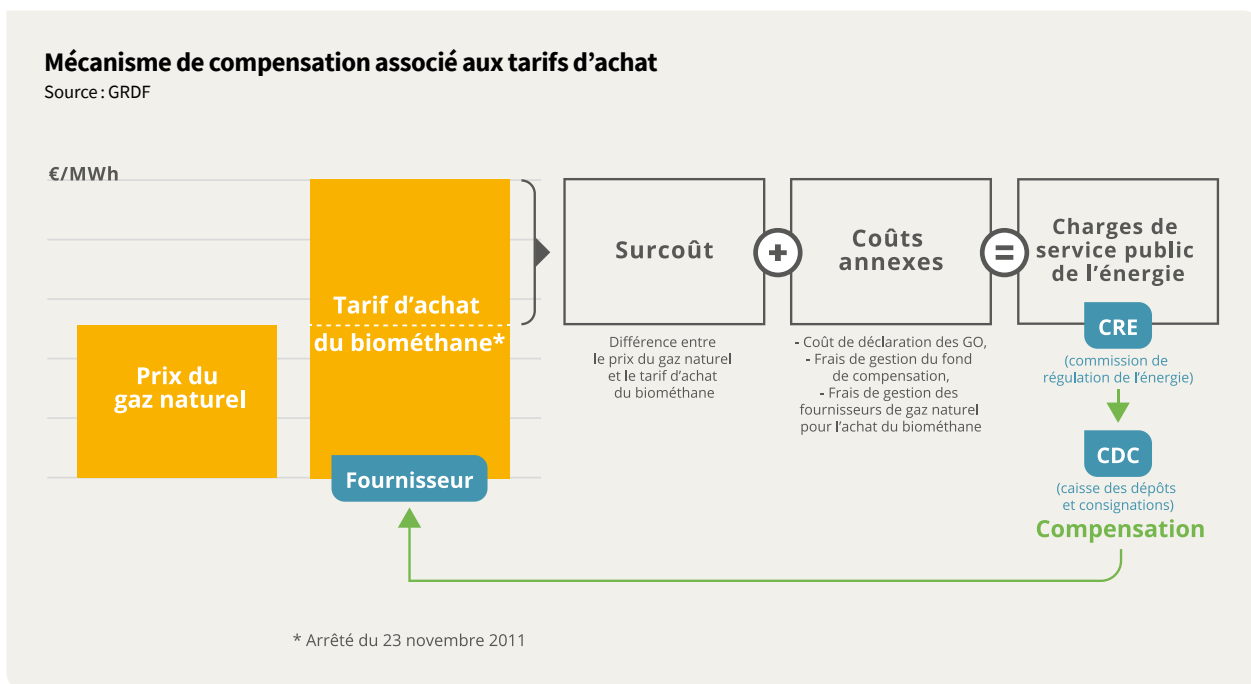 Mécanisme de compensation associé aux tarifs d’achat
Source : GRDF
€/MWh
Prix du
gaz naturel
Tarif d’achat
du biométhane*
Fournisseur
Surcoût
Différence entre
le prix du gaz naturel
et le tarif d’achat
du biométhane
+
Coûts
annexes
- Coût de déclaration des GO,
- Frais de gestion du fond
de compensation,
- Frais de gestion des
fournisseurs de gaz naturel
pour l’achat du biométhane
=
Charges de
service public
de l’énergie
CRE
(commission de
régulation de l’énergie)
CDC
(caisse des dépôts
et consignations)
Compensation
* Arrêté du 23 novembre 2011